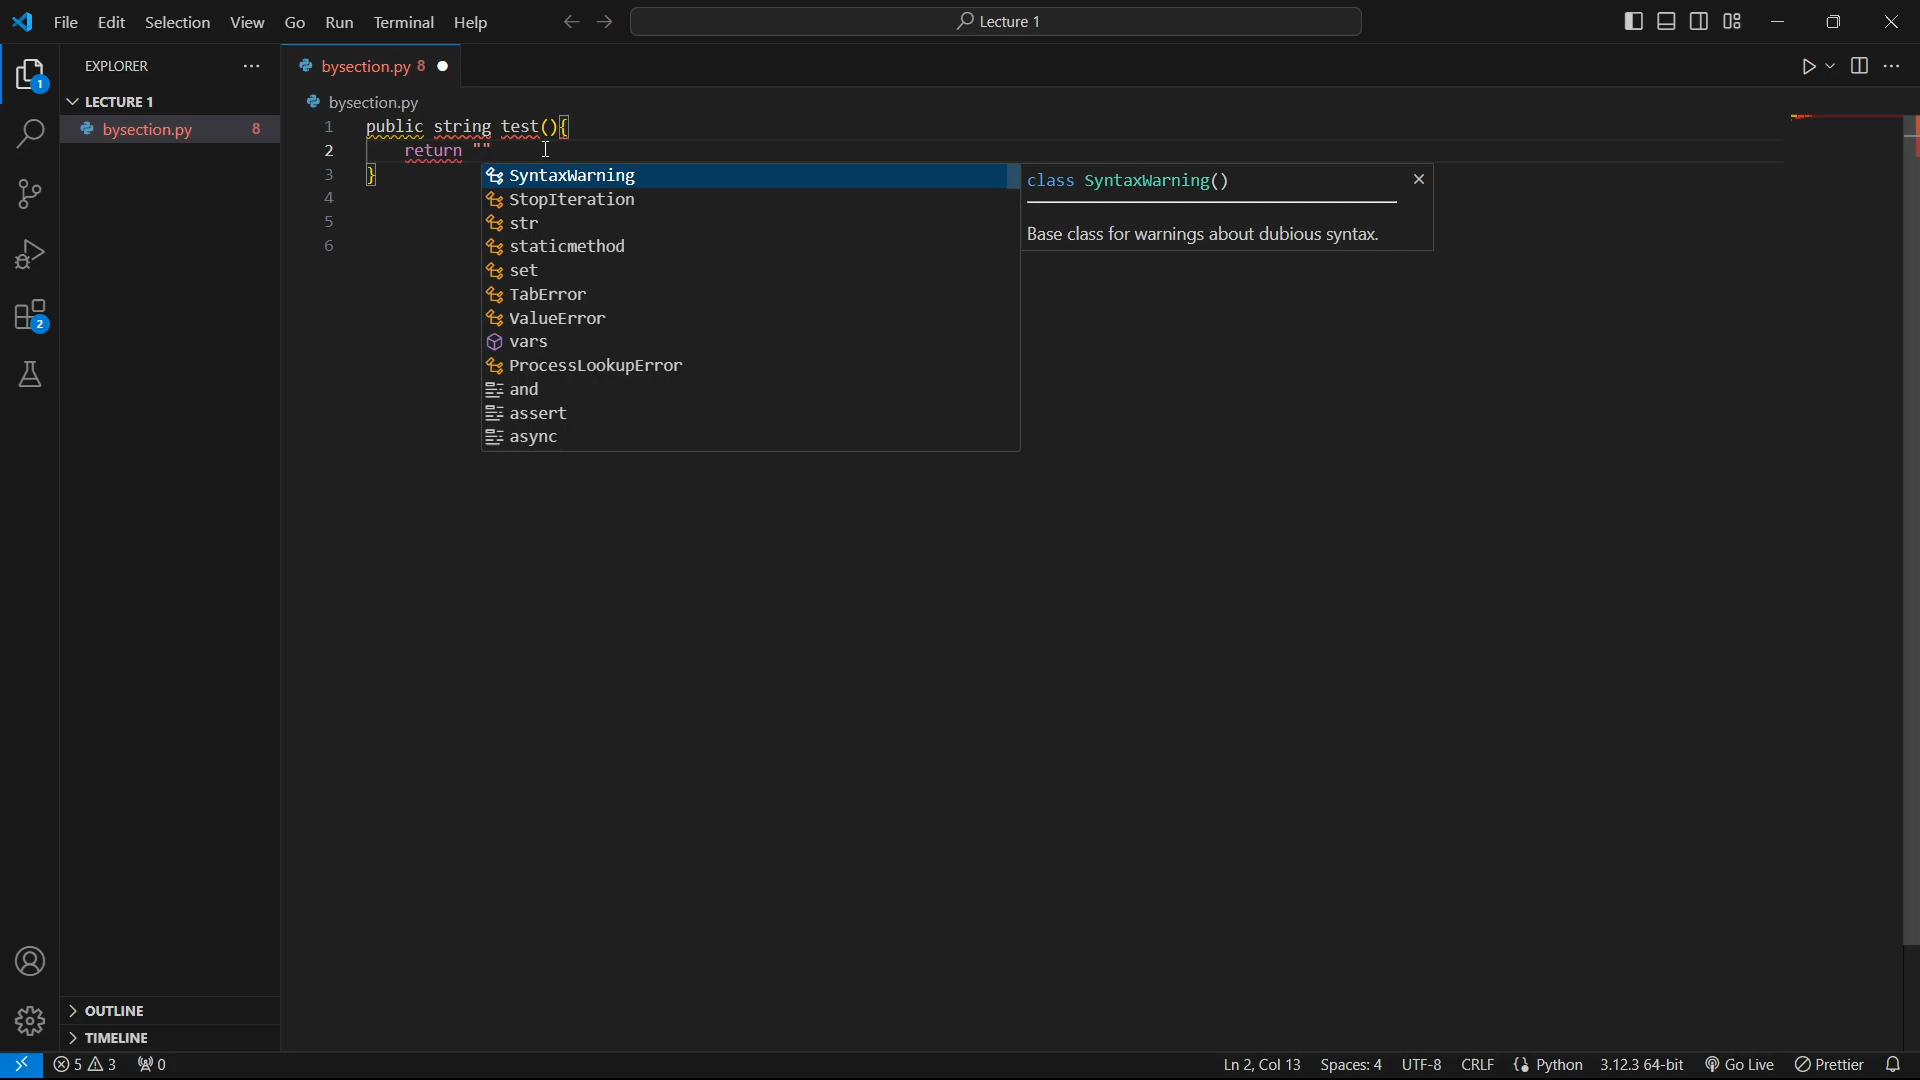 File Edit Selection View Go Run Terminal Help Lecture 1
EXPLORER
bysection.py 8
LECTURE 1
bysection.py 8
bysection.py
1 public string test(){
2 return ""
3 }
4
5
6
SyntaxWarning
StopIteration
str
staticmethod
set
TabError
ValueError
vars
ProcessLookupError
and
assert
async
class SyntaxWarning()
Base class for warnings about dubious syntax.
1
2
OUTLINE
TIMELINE
5 3 0 Ln 2, Col 13 Spaces: 4 UTF-8 CRLF {} Python 3.12.3 64-bit Go Live Prettier